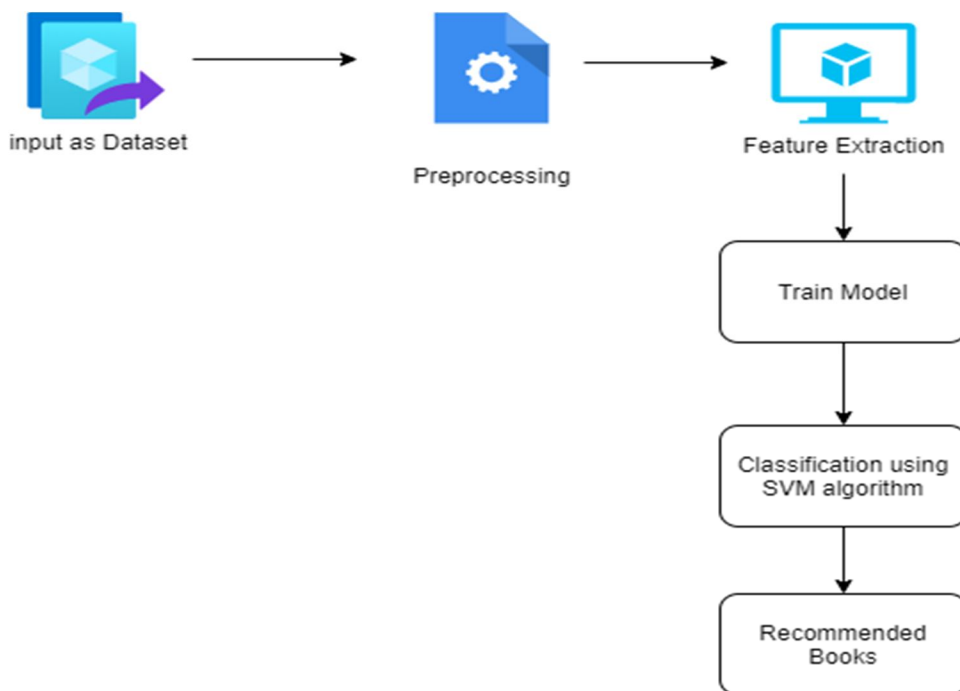 input as Dataset
Preprocessing
Feature Extraction
Train Model
Classification using
SVM algorithm
Recommended
Books